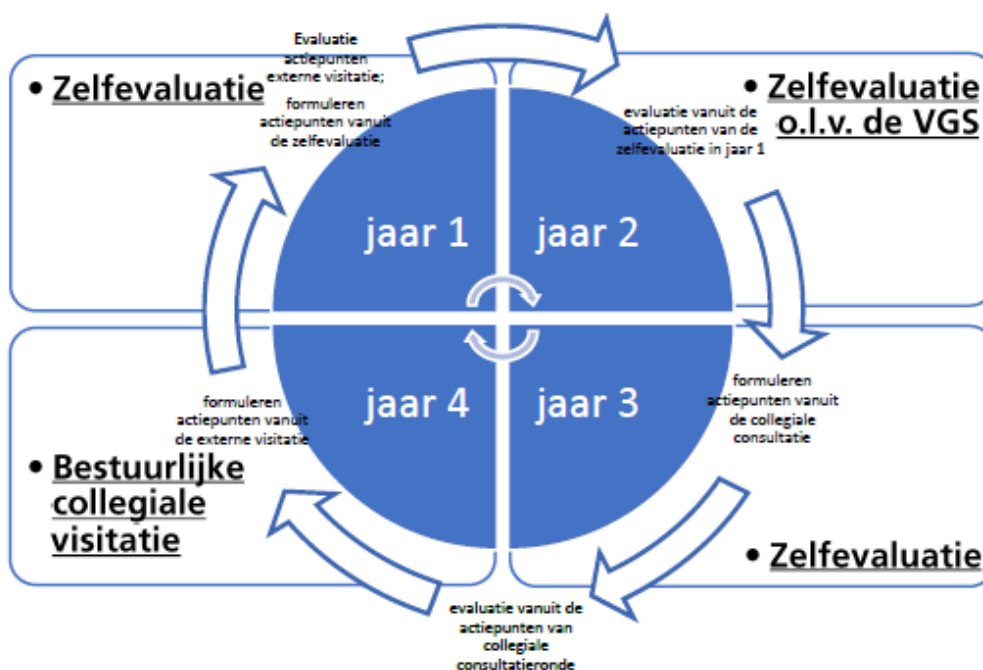 Evaluatie
actiepunten
externe visitatie;
formuleren
actiepunten vanuit
de zelfevaluatie
• Zelfevaluatie
• Zelfevaluatie
o.l.v. de VGS
evaluatie vanuit de
actiepunten van de
zelfevaluatie in jaar 1
jaar 1
jaar 2
jaar 4
jaar 3
formuleren
actiepunten vanuit
de collegiale
consultatie
formuleren
actiepunten vanuit
de externe visitatie
• Bestuurlijke
collegiale
visitatie
• Zelfevaluatie
evaluatie vanuit de
actiepunten van
collegiale
consultatieronde